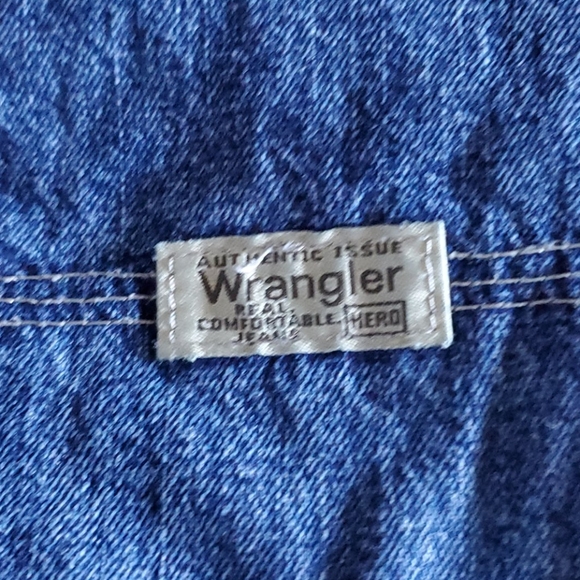 AUTHENTIC ISSUE
Wrangler
REAL
COMFORTABLE HERO
JEANS